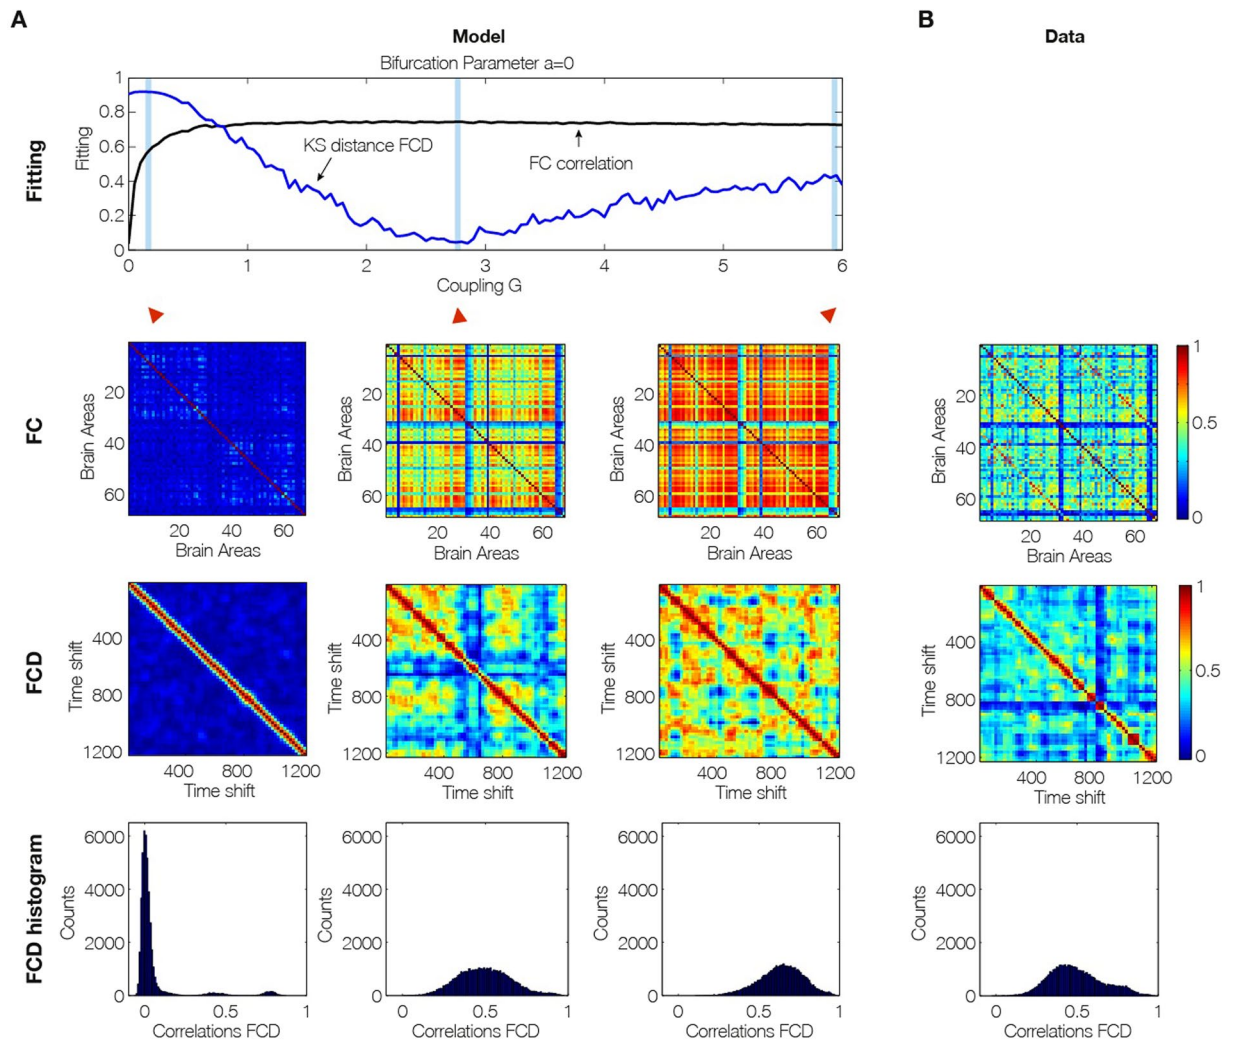 A
B
Model
Data
Bifurcation Parameter a=0
Fitting
Fitting
1
0.8
0.6
0.4
0.2
0
KS distance FCD
FC correlation
0 1 2 3 4 5 6
Coupling G
FC
Brain Areas
20
40
60
20 40 60
Brain Areas
Brain Areas
20
40
60
20 40 60
Brain Areas
Brain Areas
20
40
60
20 40 60
Brain Areas
Brain Areas
20
40
60
20 40 60
Brain Areas
1
0.5
0
FCD
Time shift
400
800
1200
400 800 1200
Time shift
Time shift
400
800
1200
400 800 1200
Time shift
Time shift
400
800
1200
400 800 1200
Time shift
Time shift
400
800
1200
400 800 1200
Time shift
1
0.5
0
FCD histogram
Counts
6000
4000
2000
0
0 0.5 1
Correlations FCD
Counts
6000
4000
2000
0
0 0.5 1
Correlations FCD
Counts
6000
4000
2000
0
0 0.5 1
Correlations FCD
Counts
6000
4000
2000
0
0 0.5 1
Correlations FCD